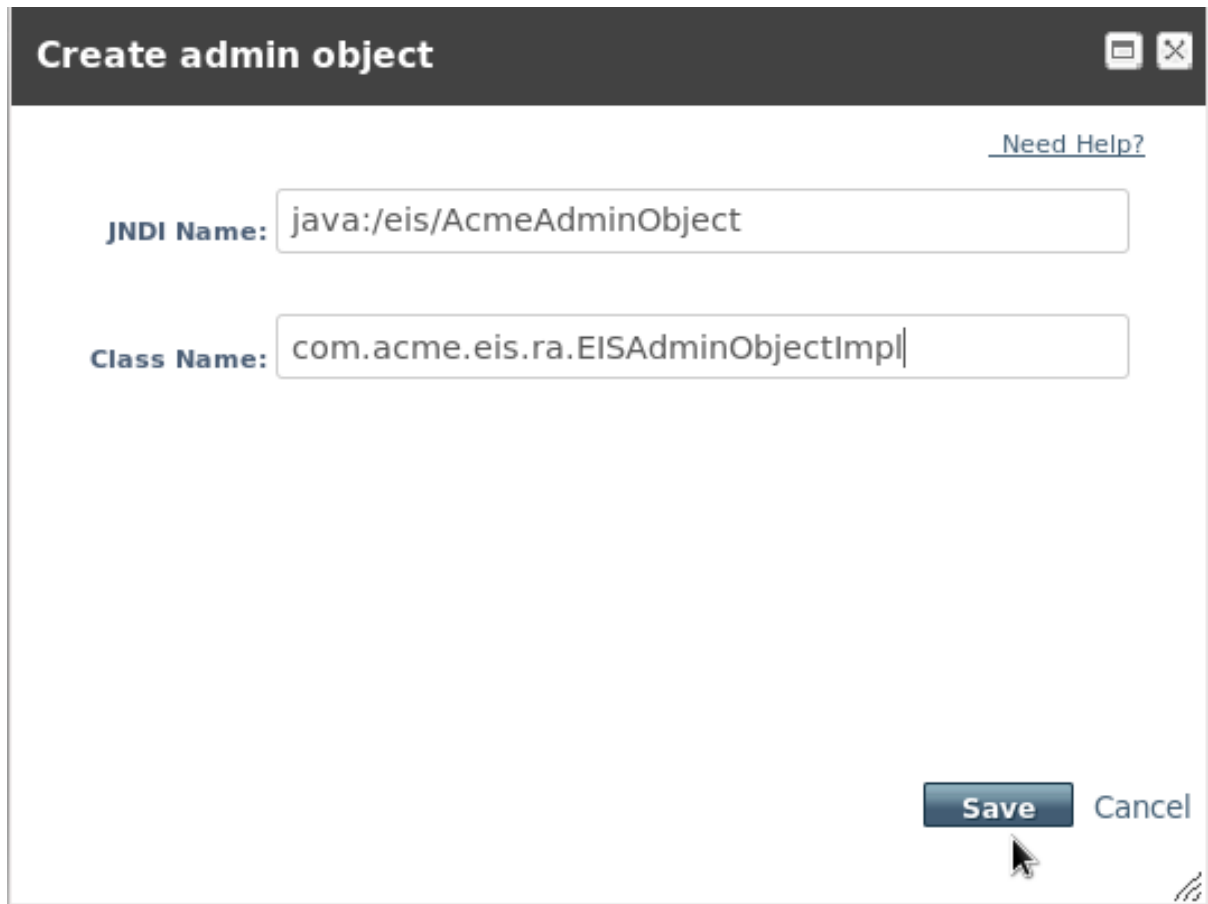 Create admin object
Need Help?
JNDI Name: java:/eis/AcmeAdminObject
Class Name: com.acme.eis.ra.EISAdminObjectImpl
Save Cancel